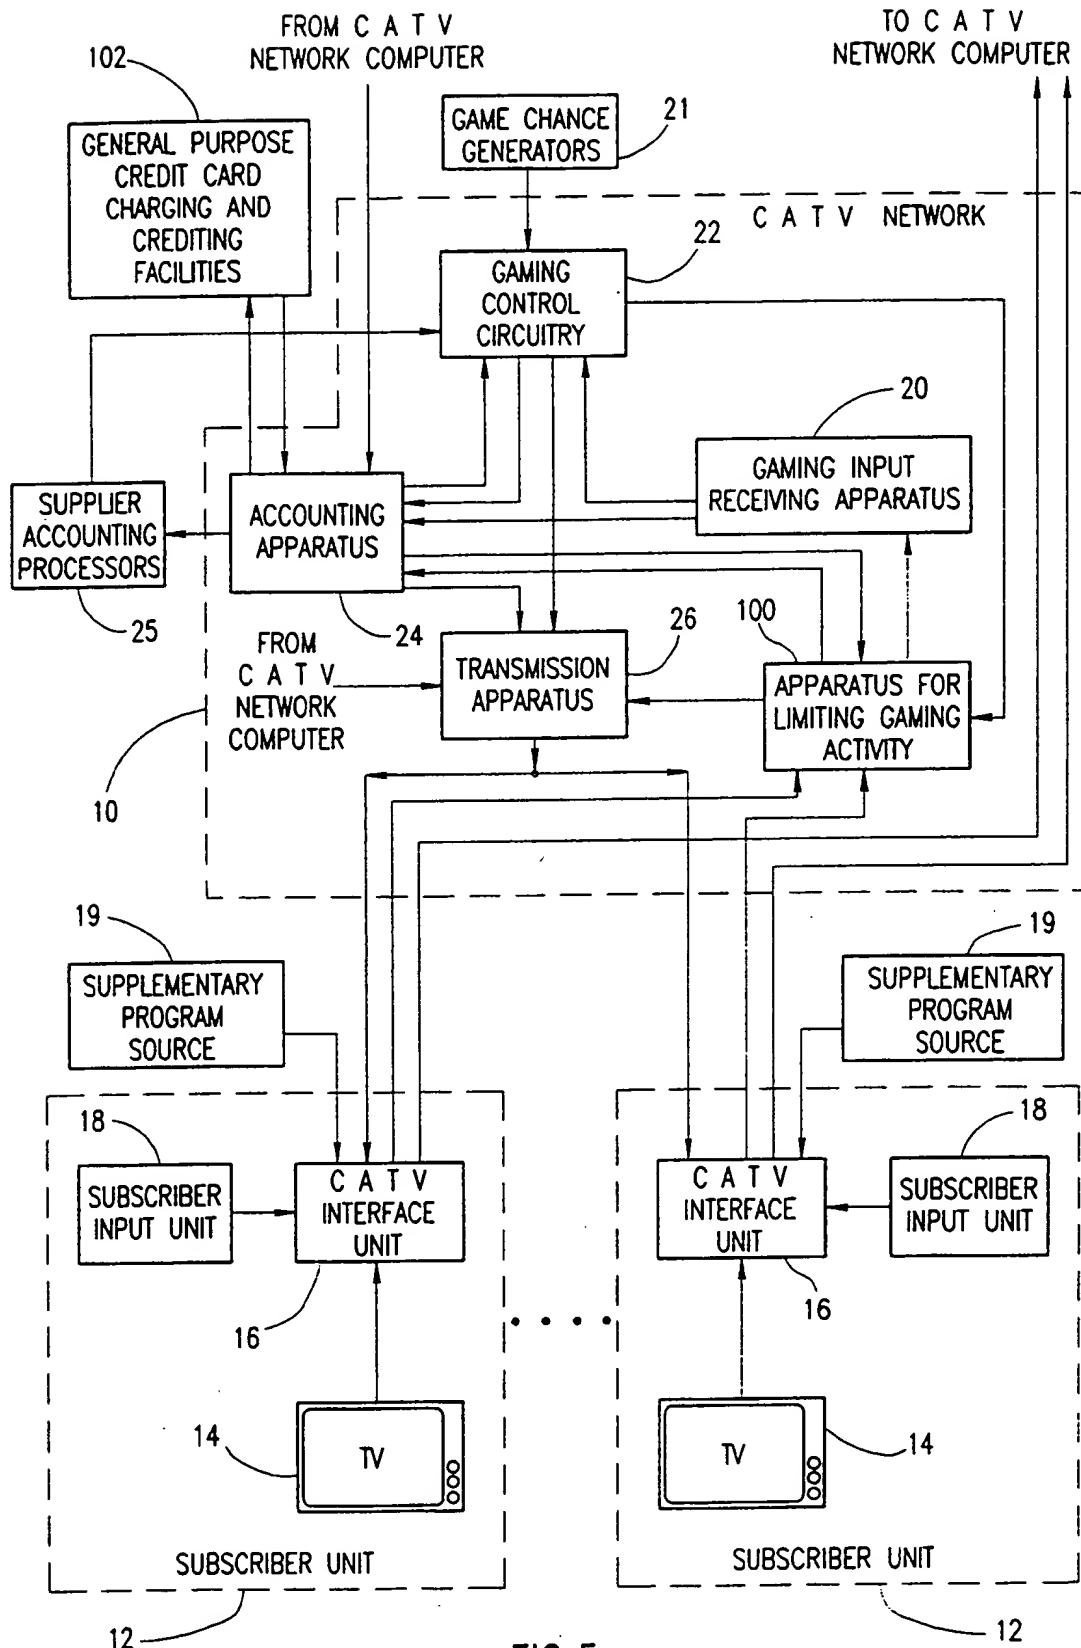 FROM C A T V
NETWORK COMPUTER
TO C A T V
NETWORK COMPUTER
102
GENERAL PURPOSE
CREDIT CARD
CHARGING AND
CREDITING
FACILITIES
GAME CHANCE
GENERATORS
21
C A T V NETWORK
22
GAMING
CONTROL
CIRCUITRY
20
GAMING INPUT
RECEIVING APPARATUS
SUPPLIER
ACCOUNTING
PROCESSORS
25
ACCOUNTING
APPARATUS
24
FROM
C A T V
NETWORK
COMPUTER
10
26
TRANSMISSION
APPARATUS
100
APPARATUS FOR
LIMITING GAMING
ACTIVITY
19
SUPPLEMENTARY
PROGRAM
SOURCE
19
SUPPLEMENTARY
PROGRAM
SOURCE
18
SUBSCRIBER
INPUT UNIT
C A T V
INTERFACE
UNIT
16
14
TV
SUBSCRIBER UNIT
12
C A T V
INTERFACE
UNIT
16
18
SUBSCRIBER
INPUT UNIT
TV
14
SUBSCRIBER UNIT
12